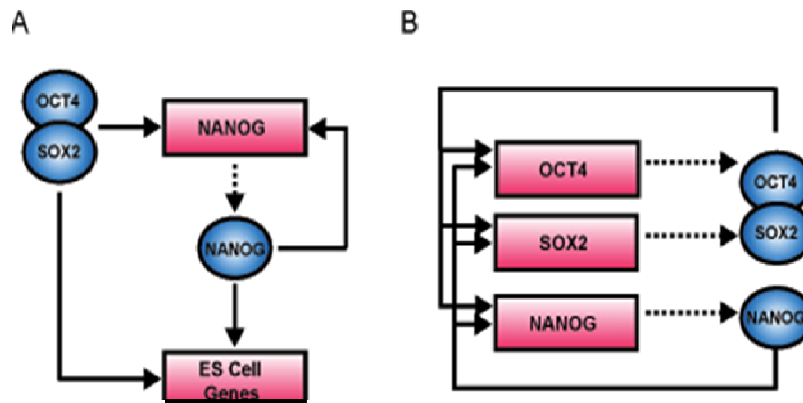 A
OCT4
SOX2
NANOG
NANOG
ES Cell
Genes
B
OCT4
SOX2
NANOG
OCT4
SOX2
NANOG